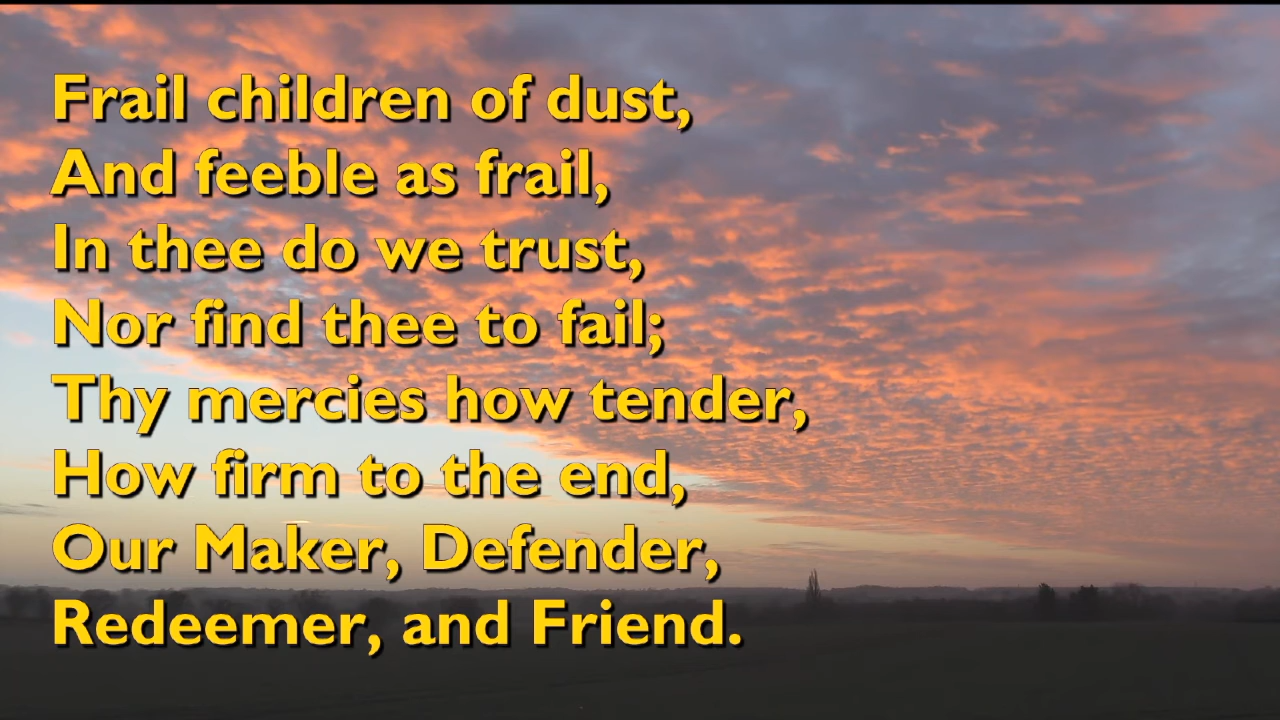 Frail children of dust,
And feeble as frail,
In thee do we trust,
Nor find thee to fail;
Thy mercies how tender,
How firm to the end,
Our Maker, Defender,
Redeemer, and Friend.